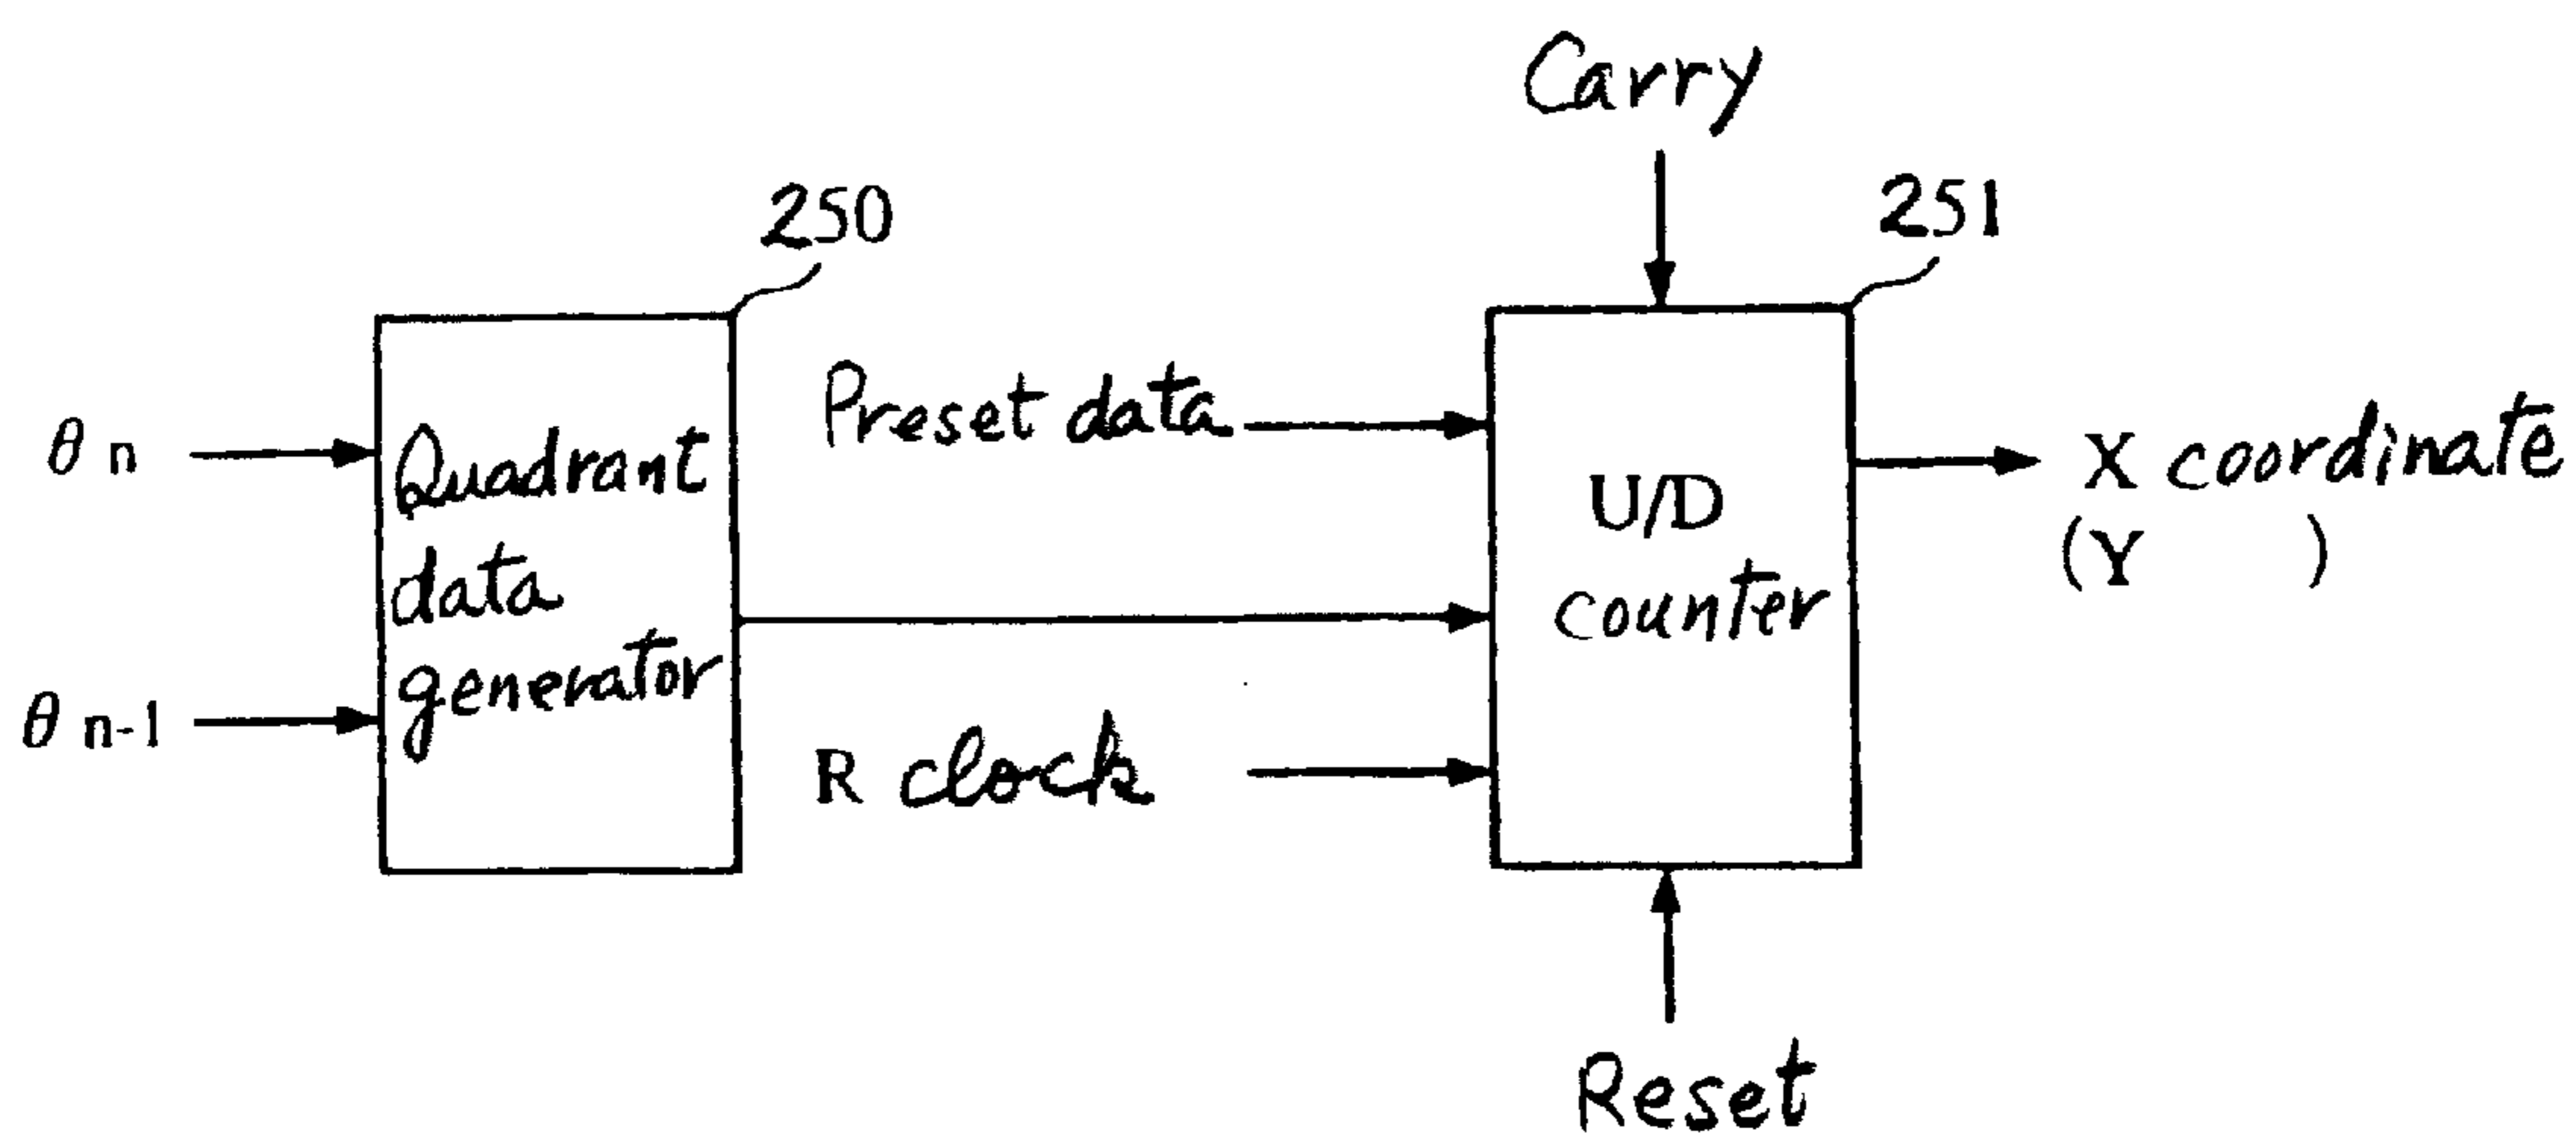 Carry
250
251
θ n
θ n-1
Quadrant
data
generator
Preset data
R clock
U/D
counter
X coordinate
(Y )
Reset